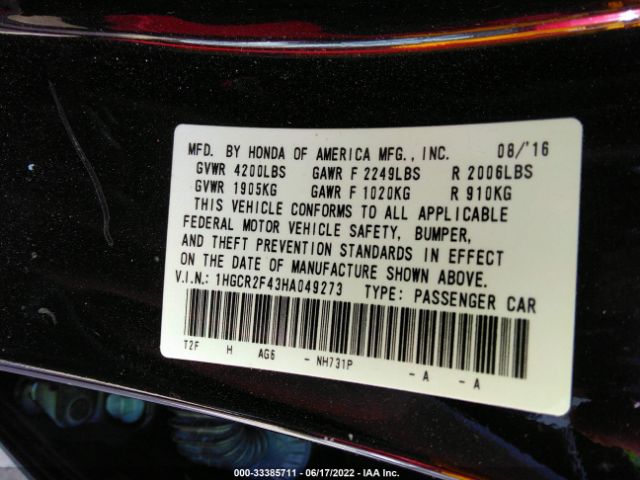 MFD. BY HONDA OF AMERICA MFG., INC. 08/'16
GVWR 4200LBS GAWR F 2249LBS R 2006LBS
GVWR 1905KG GAWR F 1020KG R 910KG
THIS VEHICLE CONFORMS TO ALL APPLICABLE
FEDERAL MOTOR VEHICLE SAFETY, BUMPER,
AND THEFT PREVENTION STANDARDS IN EFFECT
ON THE DATE OF MANUFACTURE SHOWN ABOVE.
V.I.N.: 1HGCR2F43HA049273 TYPE: PASSENGER CAR
T2F H AG6 - NH731P - A - A
000-33385711 - 06/17/2022 - IAA Inc.